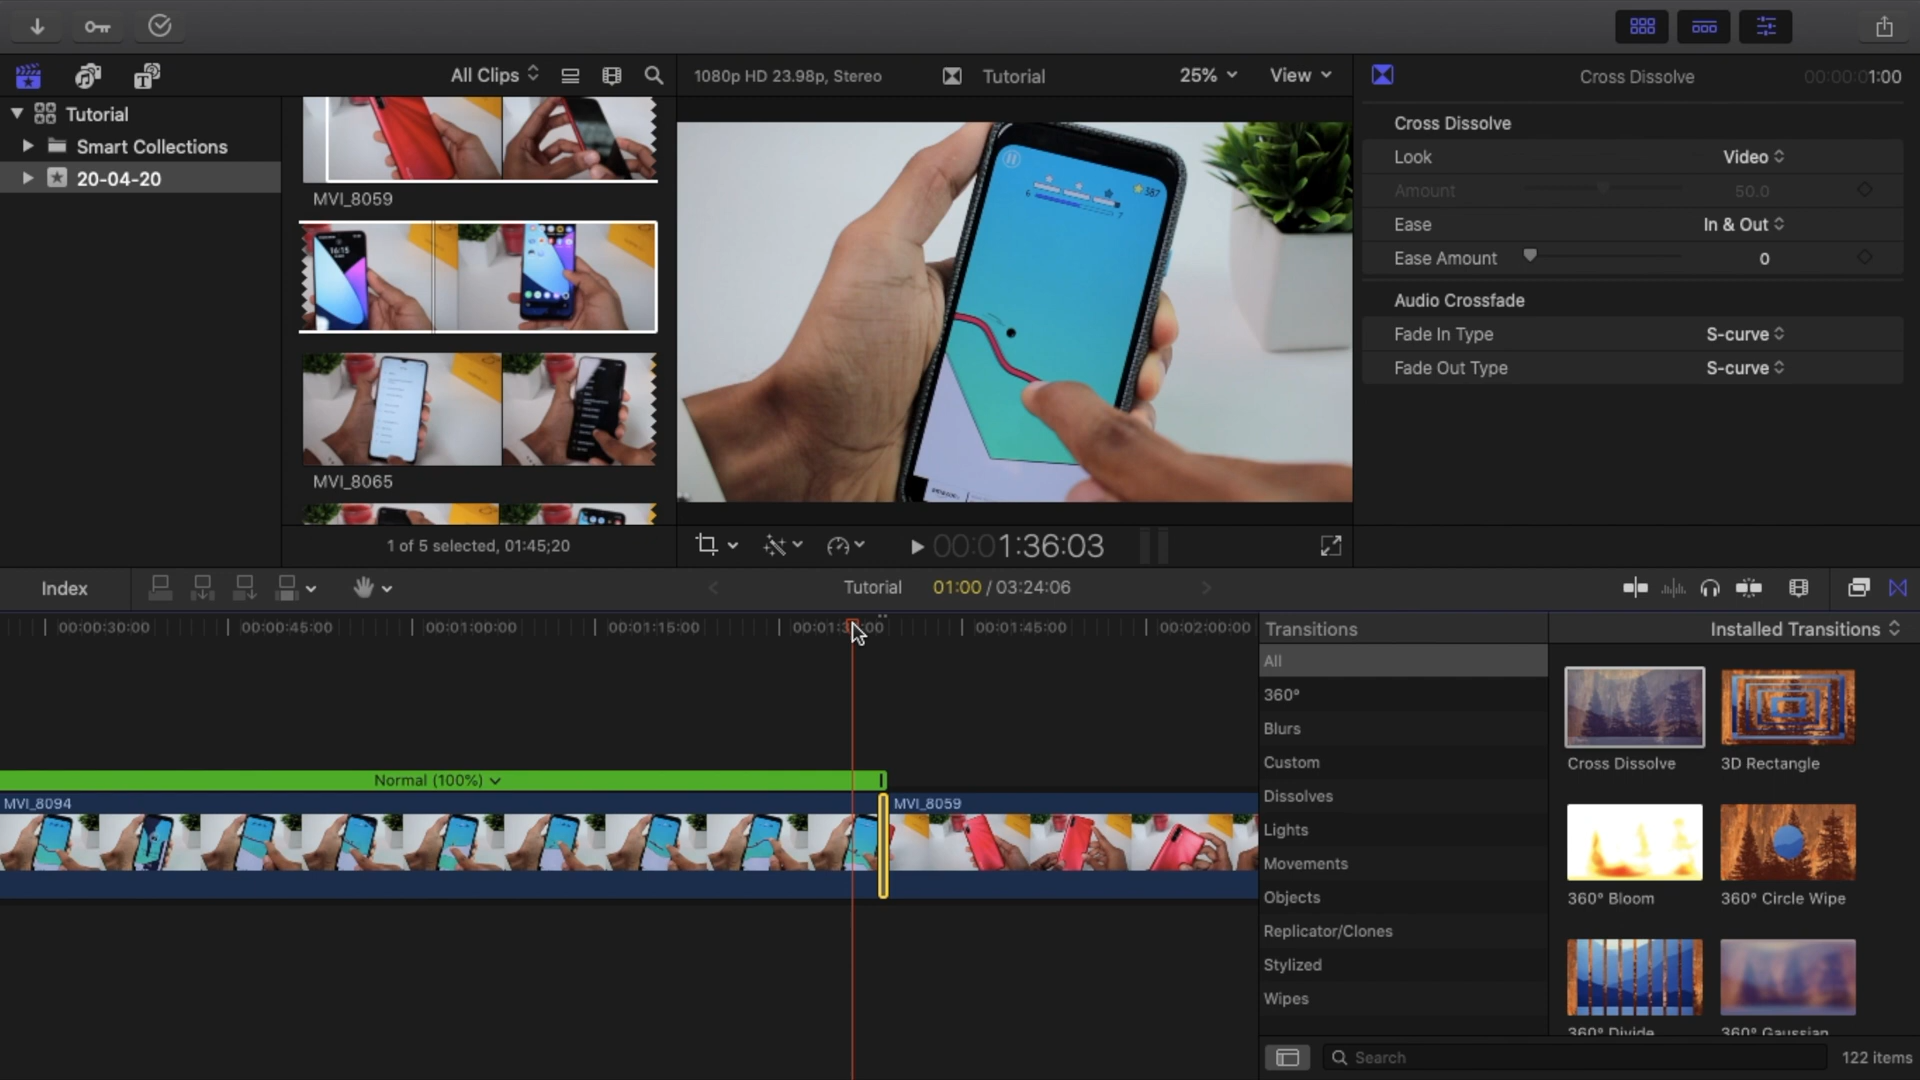 All Clips
1080p HD 23.98p, Stereo
Tutorial
25%
View
Cross Dissolve
00:00:01:00
Tutorial
Smart Collections
20-04-20
MVI_8059
16:15
MVI_8065
1 of 5 selected, 01:45;20
387
6
7
00:01:36:03
Cross Dissolve
Look Video
Amount 50.0
Ease In & Out
Ease Amount 0
Audio Crossfade
Fade In Type S-curve
Fade Out Type S-curve
Index
Tutorial
01:00 / 03:24:06
00:00:30:00
00:00:45:00
00:01:00:00
00:01:15:00
00:01:30:00
00:01:45:00
00:02:00:00
Normal (100%)
MVI_8094
MVI_8059
Transitions
Installed Transitions
All
360°
Blurs
Custom
Dissolves
Lights
Movements
Objects
Replicator/Clones
Stylized
Wipes
Cross Dissolve
3D Rectangle
360° Bloom
360° Circle Wipe
360° Divide
360° Gaussian
Search
122 items